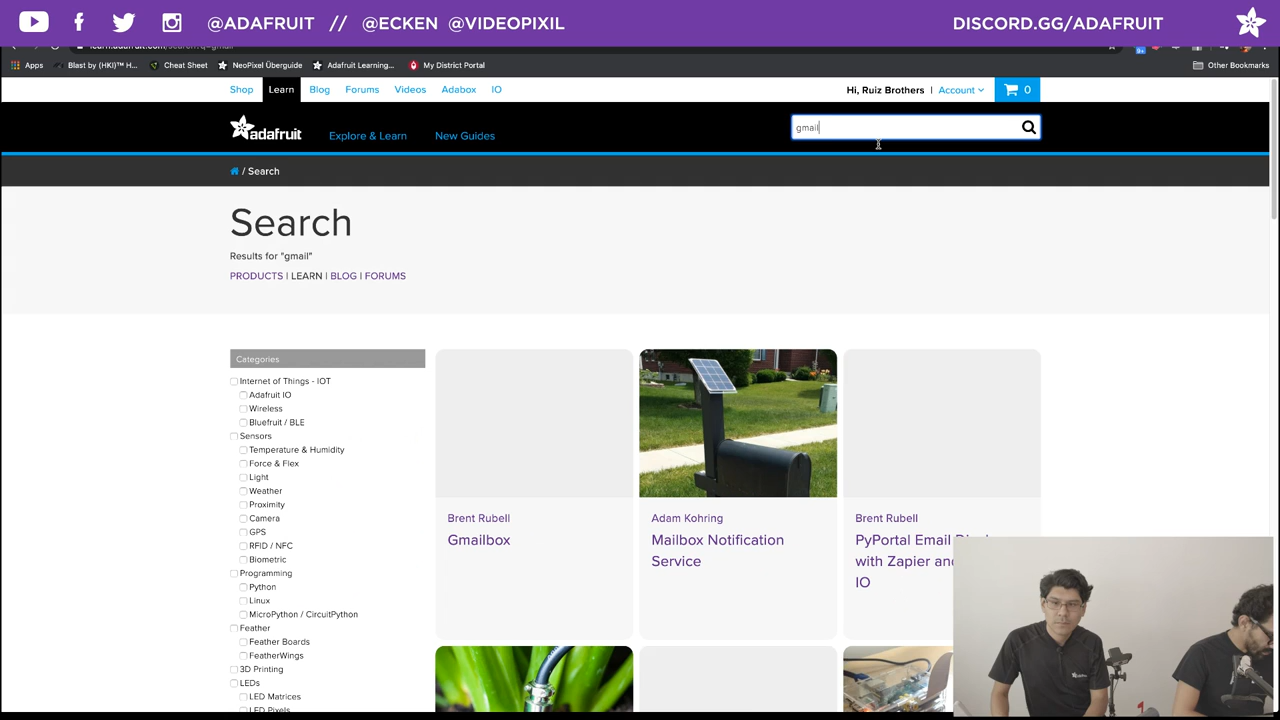 @ADAFRUIT // @ECKEN @VIDEOPIXIL
DISCORD.GG/ADAFRUIT
learn.adafruit.com/search?q=gmail
Apps
Blast by (HKI)™ H...
Cheat Sheet
NeoPixel Überguide
Adafruit Learning...
My District Portal
Other Bookmarks
Shop
Learn
Blog
Forums
Videos
Adabox
IO
Hi, Ruiz Brothers | Account
0
adafruit
Explore & Learn
New Guides
gmail
/ Search
Search
Results for "gmail"
PRODUCTS | LEARN | BLOG | FORUMS
Categories
Internet of Things - IOT
Adafruit IO
Wireless
Bluefruit / BLE
Sensors
Temperature & Humidity
Force & Flex
Light
Weather
Proximity
Camera
GPS
RFID / NFC
Biometric
Programming
Python
Linux
MicroPython / CircuitPython
Feather
Feather Boards
FeatherWings
3D Printing
LEDs
LED Matrices
LED Pixels
Brent Rubell
Gmailbox
Adam Kohring
Mailbox Notification
Service
Brent Rubell
PyPortal Email
with Zapier
IO